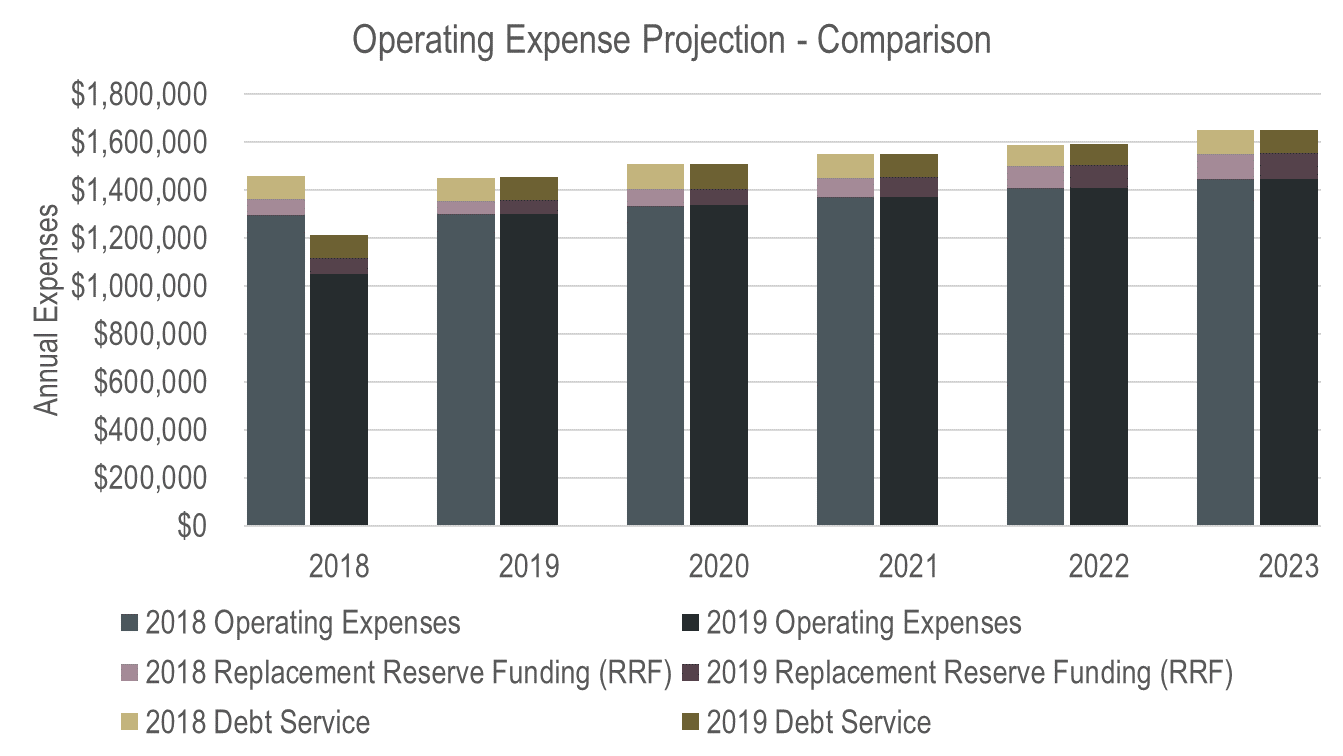 Operating Expense Projection - Comparison
Annual Expenses
$1,800,000
$1,600,000
$1,400,000
$1,200,000
$1,000,000
$800,000
$600,000
$400,000
$200,000
$0
2018 2019 2020 2021 2022 2023
2018 Operating Expenses 2019 Operating Expenses
2018 Replacement Reserve Funding (RRF) 2019 Replacement Reserve Funding (RRF)
2018 Debt Service 2019 Debt Service